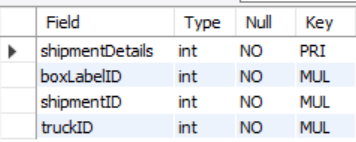 Field Type Null Key
shipmentDetails int NO PRI
boxLabelID int NO MUL
shipmentID int NO MUL
truckID int NO MUL